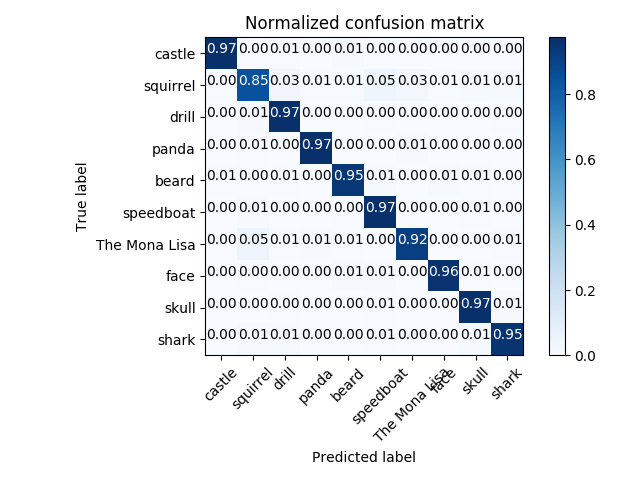 Normalized confusion matrix
castle 0.97 0.00 0.01 0.00 0.01 0.00 0.00 0.00 0.00 0.00
squirrel 0.00 0.85 0.03 0.01 0.01 0.05 0.03 0.01 0.01 0.01
drill 0.00 0.01 0.97 0.00 0.00 0.00 0.00 0.00 0.00 0.00
panda 0.00 0.01 0.00 0.97 0.00 0.00 0.01 0.00 0.00 0.00
beard 0.01 0.00 0.01 0.00 0.95 0.01 0.00 0.01 0.01 0.00
speedboat 0.00 0.01 0.00 0.00 0.00 0.97 0.00 0.00 0.01 0.00
The Mona Lisa 0.00 0.05 0.01 0.01 0.01 0.00 0.92 0.00 0.00 0.01
face 0.00 0.00 0.00 0.00 0.01 0.01 0.00 0.96 0.01 0.00
skull 0.00 0.00 0.00 0.00 0.00 0.01 0.00 0.00 0.97 0.01
shark 0.00 0.01 0.01 0.00 0.00 0.01 0.00 0.00 0.01 0.95
castle squirrel drill panda beard speedboat The Mona Lisa face skull shark
Predicted label
True label
0.8
0.6
0.4
0.2
0.0